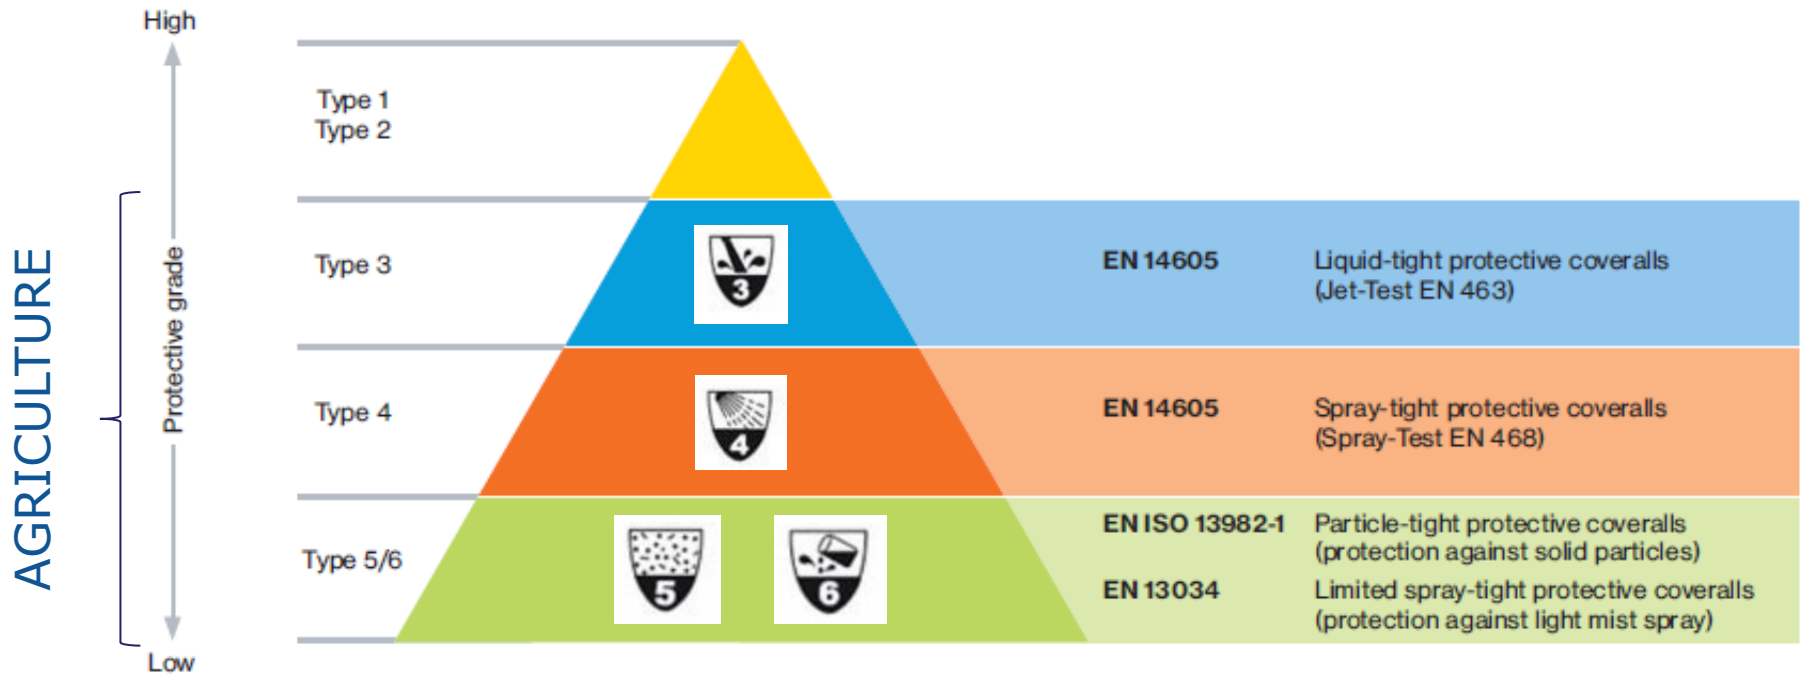 High
Type 1
Type 2
AGRICULTURE
Protective grade
Type 3
3
EN 14605
Liquid-tight protective coveralls
(Jet-Test EN 463)
Type 4
4
EN 14605
Spray-tight protective coveralls
(Spray-Test EN 468)
Type 5/6
5
6
EN ISO 13982-1
Particle-tight protective coveralls
(protection against solid particles)
EN 13034
Limited spray-tight protective coveralls
(protection against light mist spray)
Low